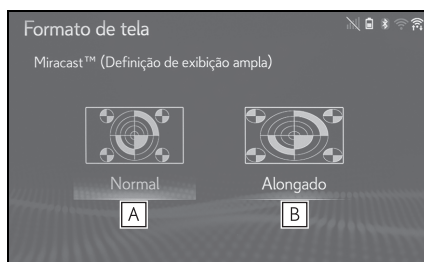 Formato de tela
Miracast™ (Definição de exibição ampla)
Normal
Alongado
A
B